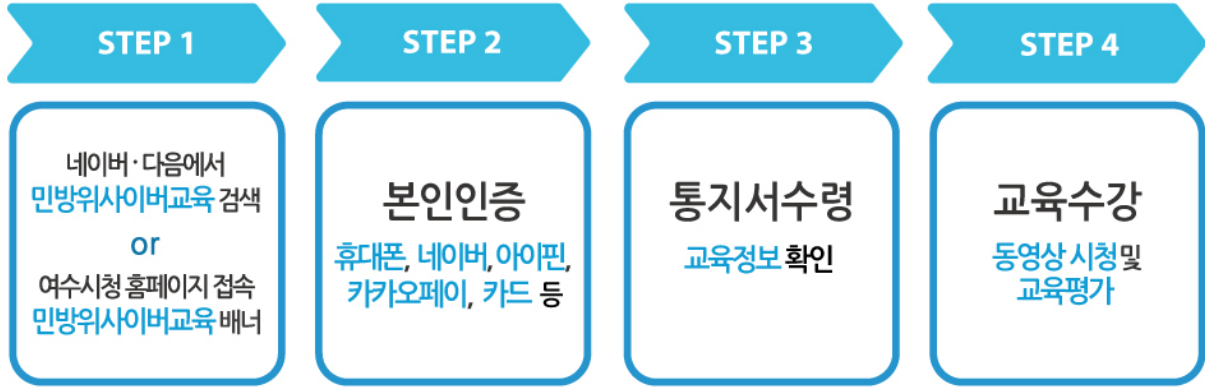 STEP 1
네이버·다음에서
민방위사이버교육 검색
or
여수시청 홈페이지 접속
민방위사이버교육 배너
STEP 2
본인인증
휴대폰, 네이버, 아이핀,
카카오페이, 카드 등
STEP 3
통지서수령
교육정보 확인
STEP 4
교육수강
동영상 시청 및
교육평가